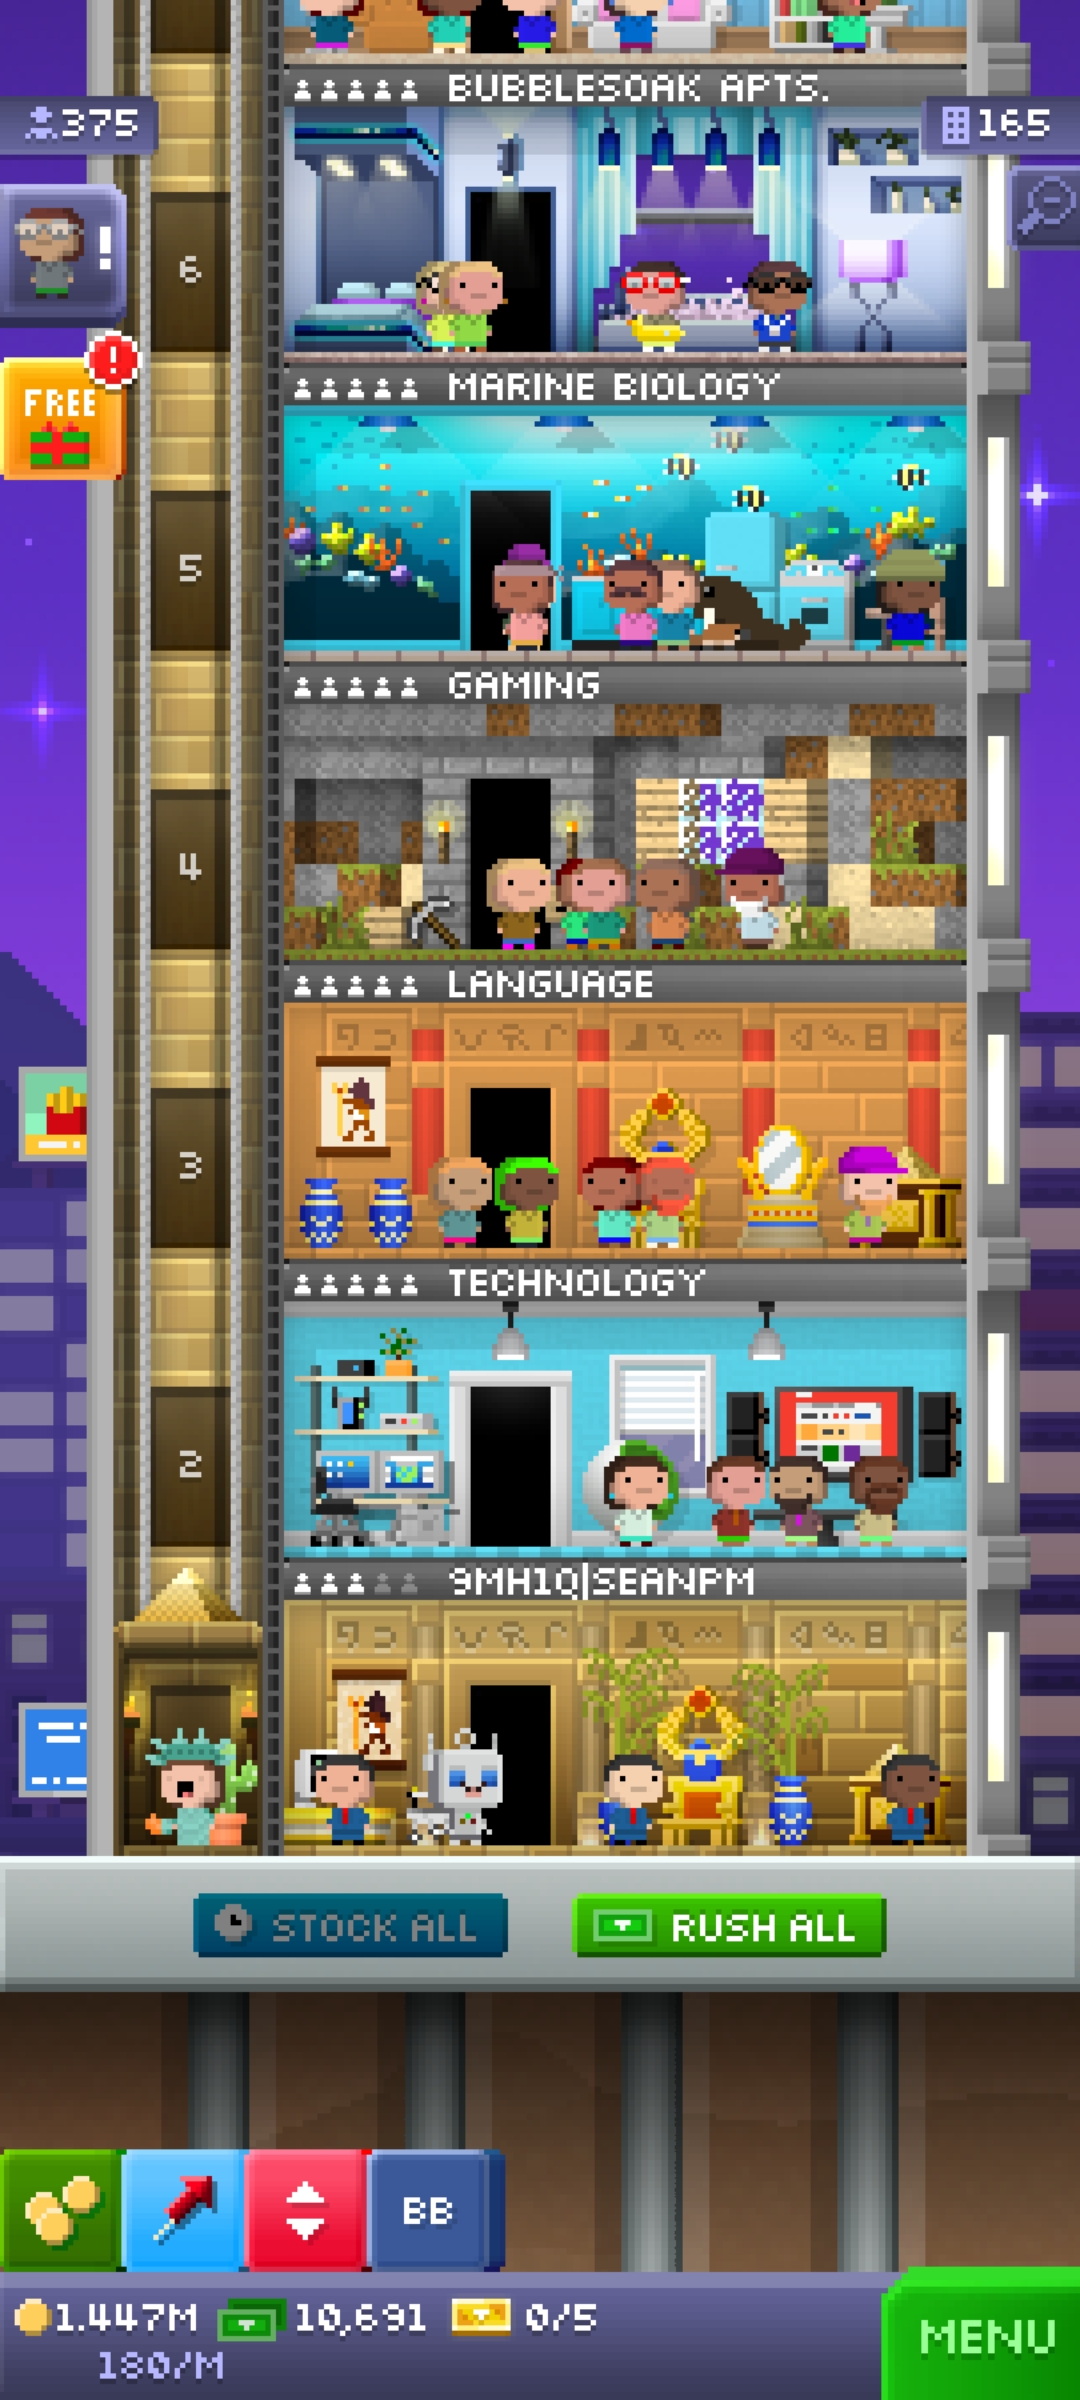 BUBBLESOAK APTS.
375
165
!
6
!
FREE
MARINE BIOLOGY
5
GAMING
4
LANGUAGE
3
TECHNOLOGY
2
9MH1Q|SEANPM
STOCK ALL
RUSH ALL
BB
1.447M 10,691 0/5
180/M
MENU